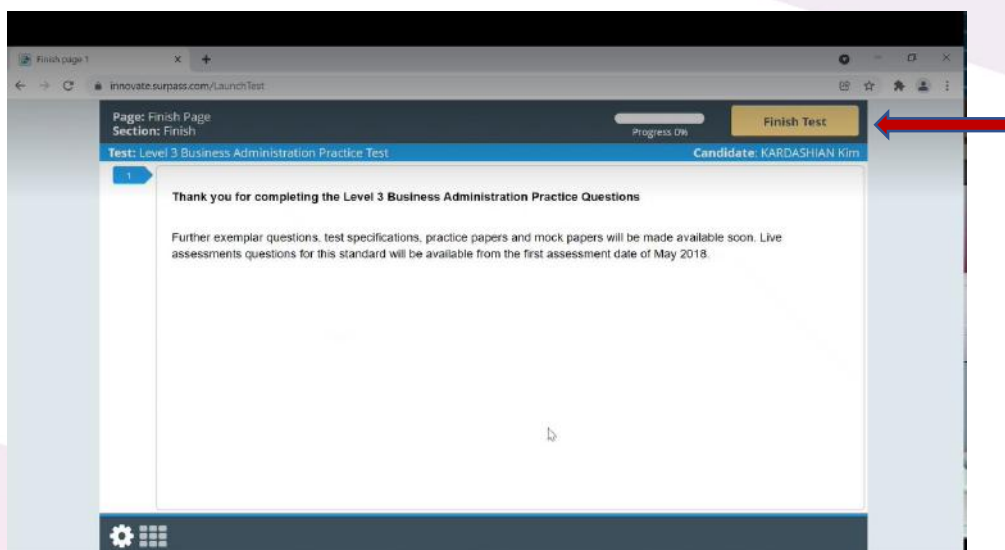 Finish page 1
innovate.surpass.com/LaunchTest
Page: Finish Page
Section: Finish
Progress 0%
Finish Test
Test: Level 3 Business Administration Practice Test
Candidate: KARDASHIAN Kim
1
Thank you for completing the Level 3 Business Administration Practice Questions
Further exemplar questions, test specifications, practice papers and mock papers will be made available soon. Live
assessments questions for this standard will be available from the first assessment date of May 2018.